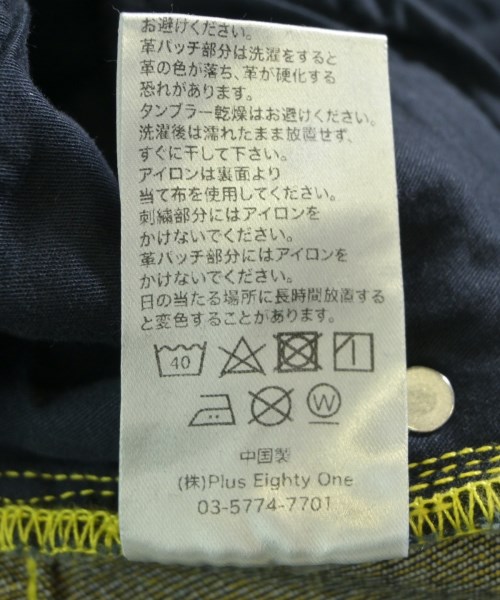 お避けください。
革パッチ部分は洗濯をすると
革の色が落ち、革が硬化する
恐れがあります。
タンブラー乾燥はお避けください。
洗濯後は濡れたまま放置せず、
すぐに干して下さい。
アイロンは裏面より
当て布を使用してください。
刺繍部分にはアイロンを
かけないでください。
革パッチ部分にはアイロンを
かけないでください。
日の当たる場所に長時間放置する
と変色することがあります。
40
W
中国製
(株)Plus Eighty One
03-5774-7701